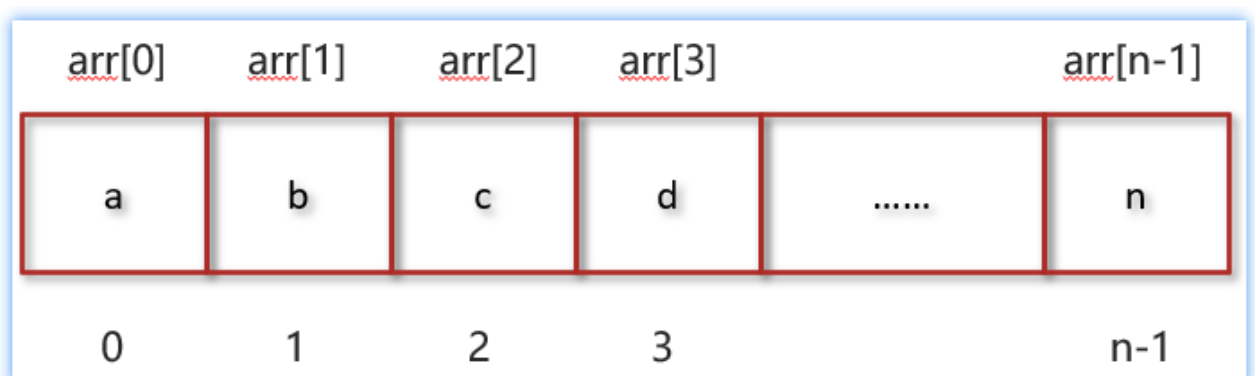 arr[0] arr[1] arr[2] arr[3] arr[n-1]
a b c d ...... n
0 1 2 3 n-1